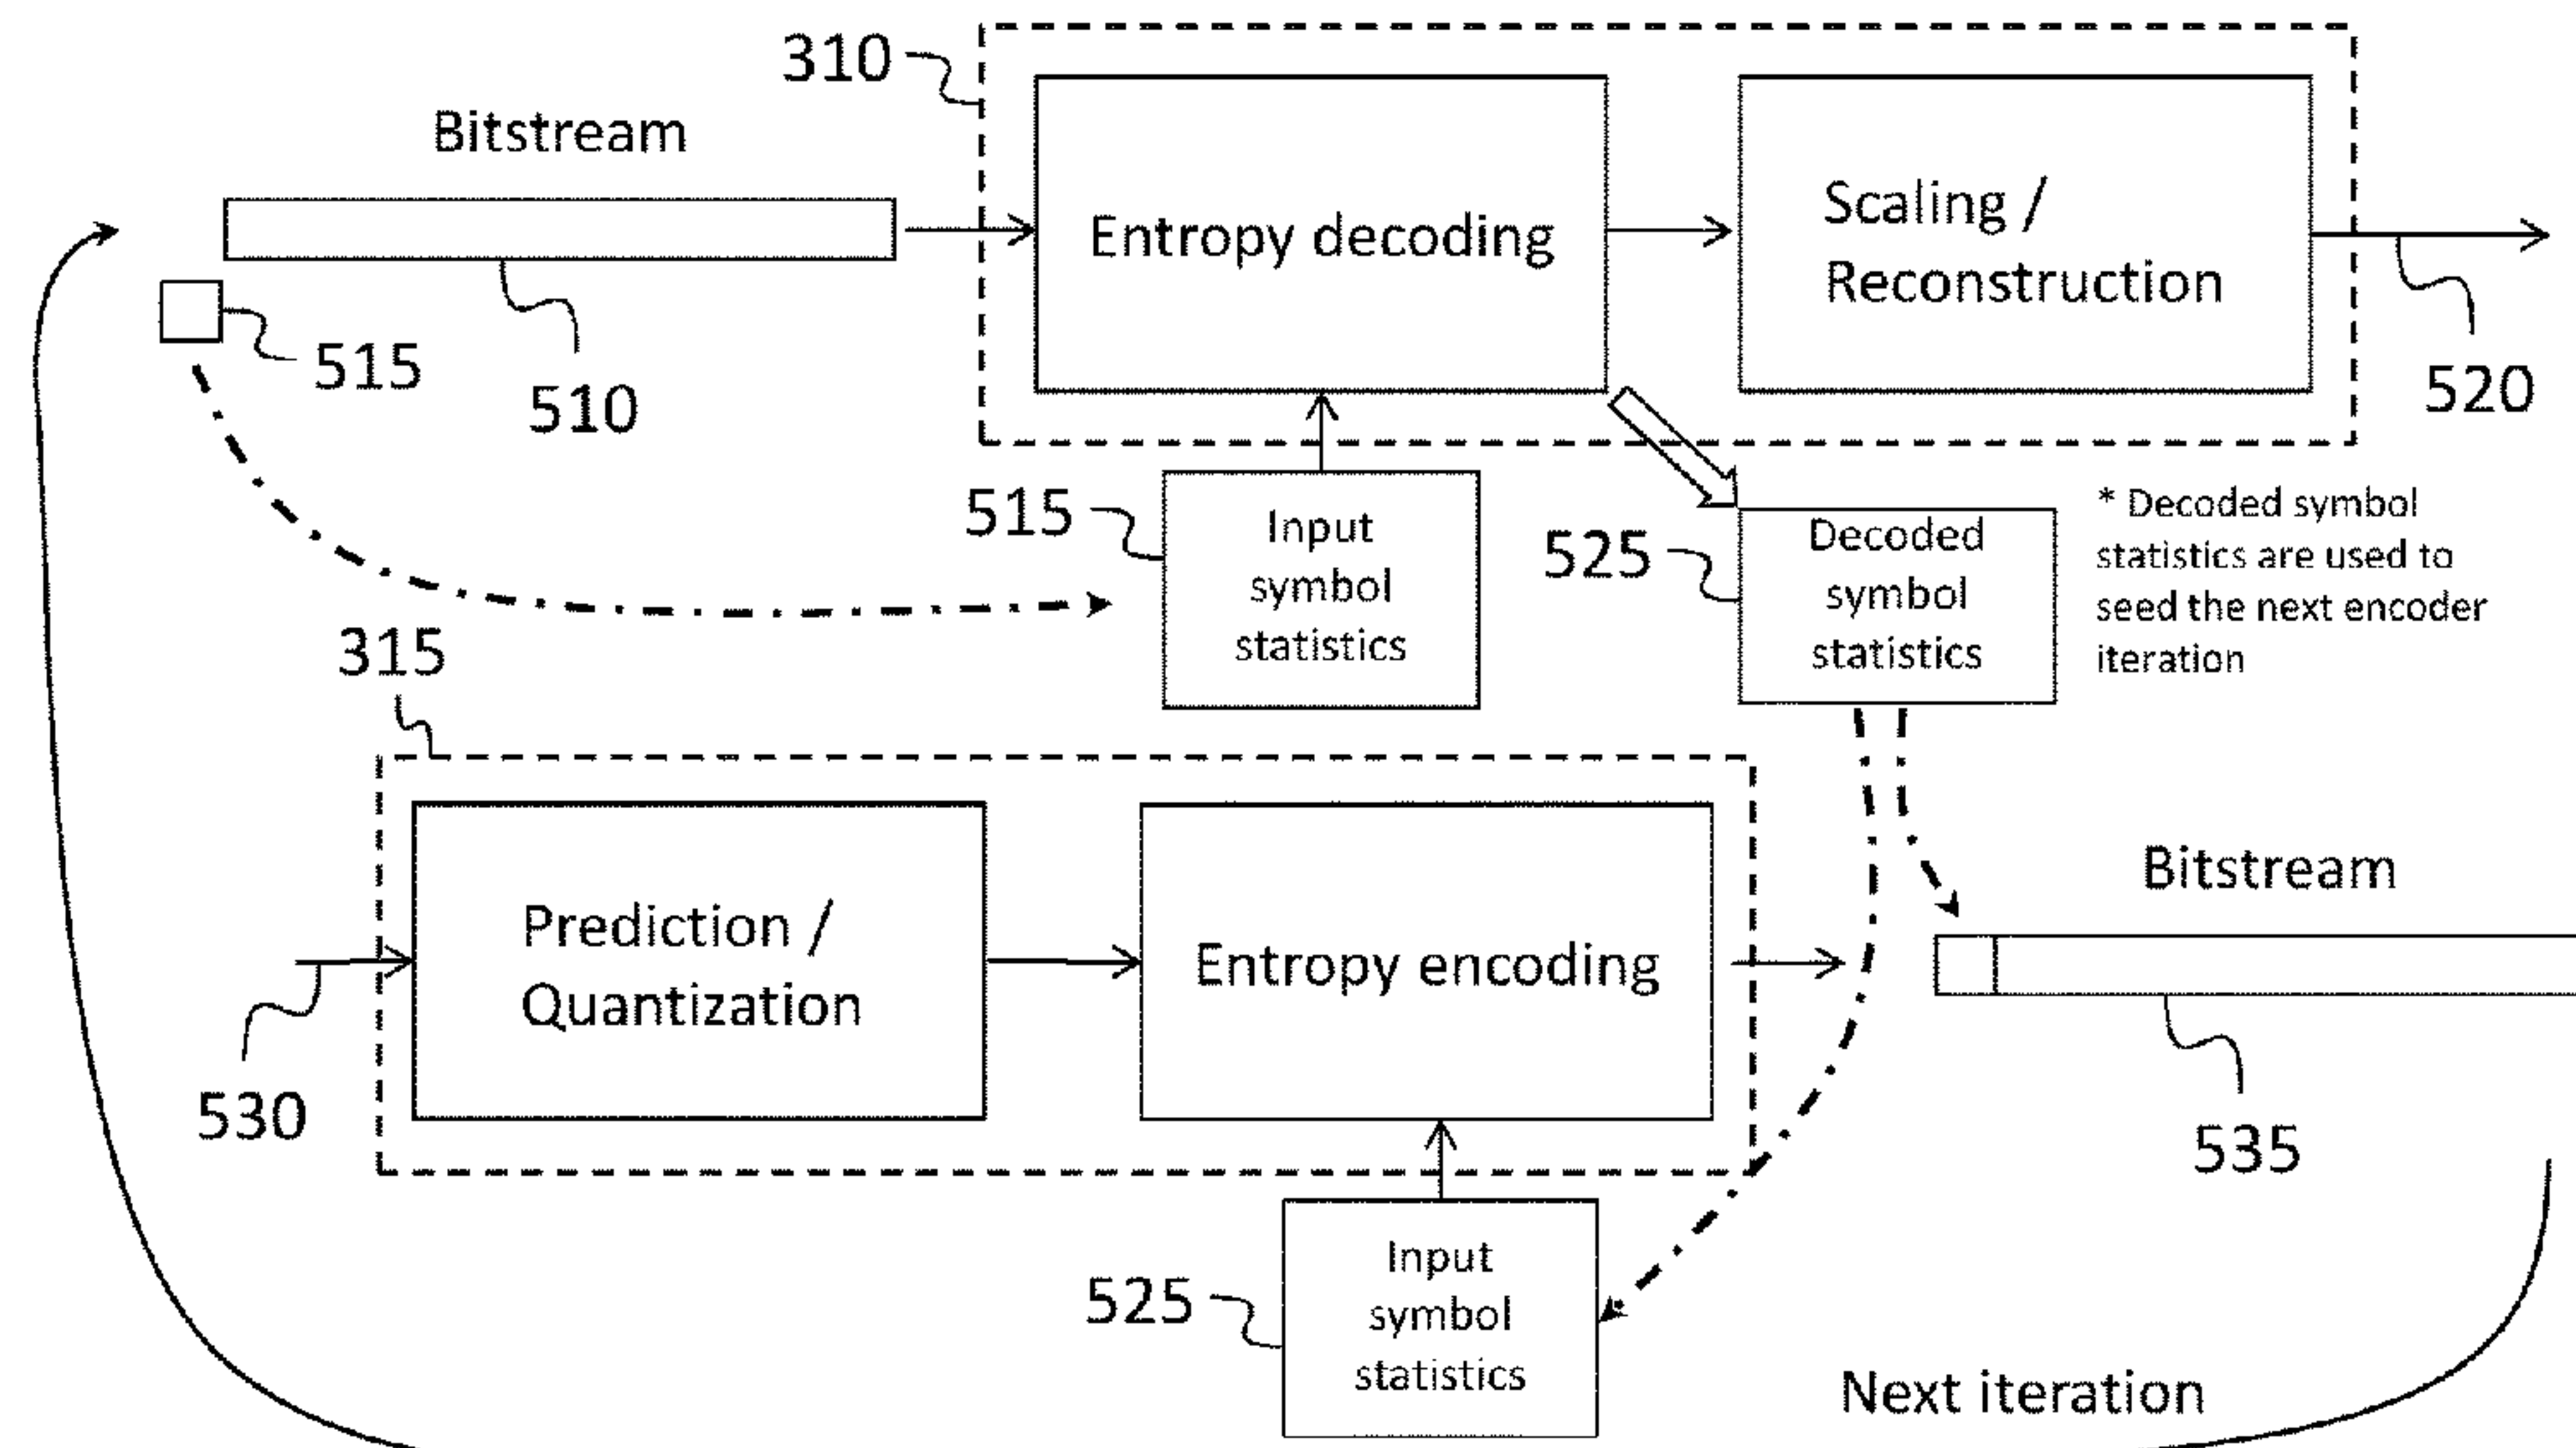 310
Bitstream
Entropy decoding
Scaling /
Reconstruction
515
510
520
515
Input
symbol
statistics
525
Decoded
symbol
statistics
* Decoded symbol
statistics are used to
seed the next encoder
iteration
315
Prediction /
Quantization
Entropy encoding
Bitstream
530
535
525
Input
symbol
statistics
Next iteration